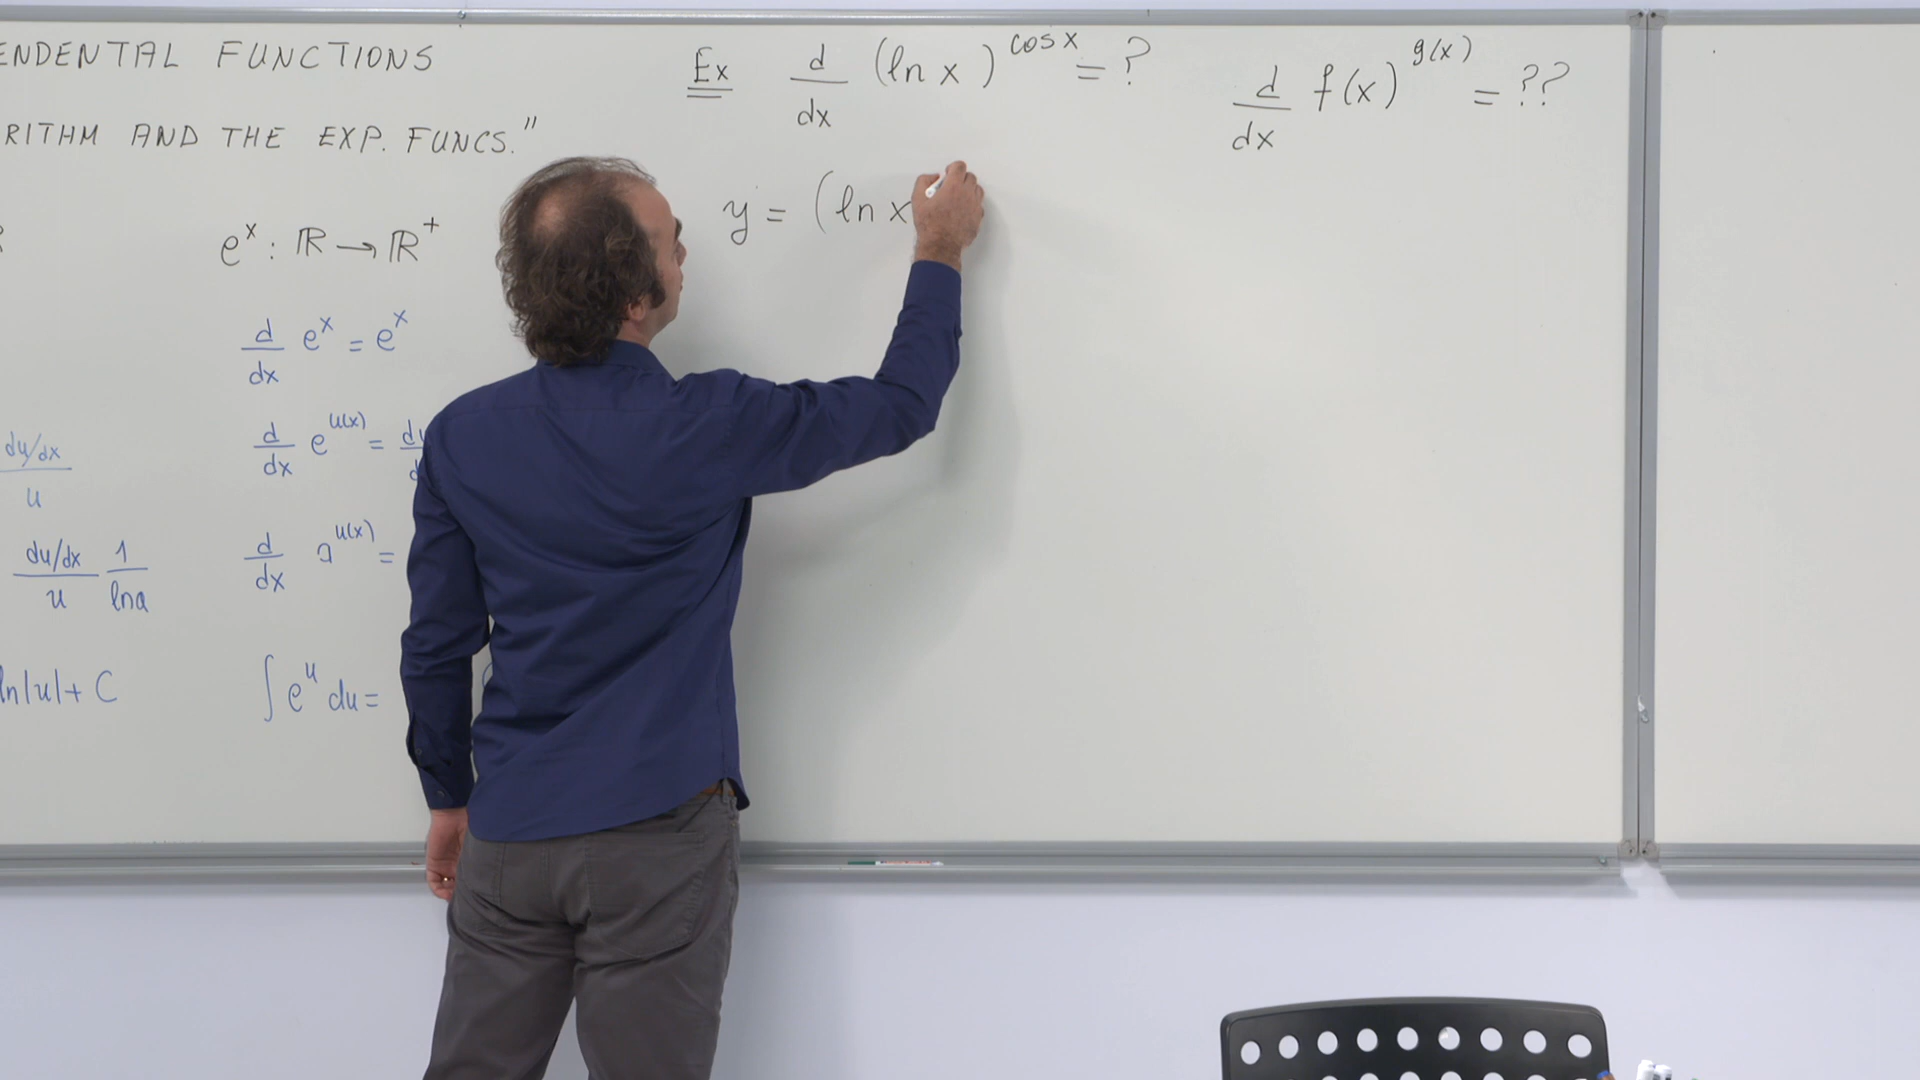 ENDENTAL FUNCTIONS
RITHM AND THE EXP. FUNCS."
e^x : ℝ → ℝ^+
d/dx e^x = e^x
du/dx / u
d/dx e^u(x) =
du/dx / u 1/lna
d/dx a^u(x) =
ln|u| + C
∫ e^u du =
Ex d/dx (ln x)^cos x = ?
d/dx f(x)^g(x) = ??
y = (ln x